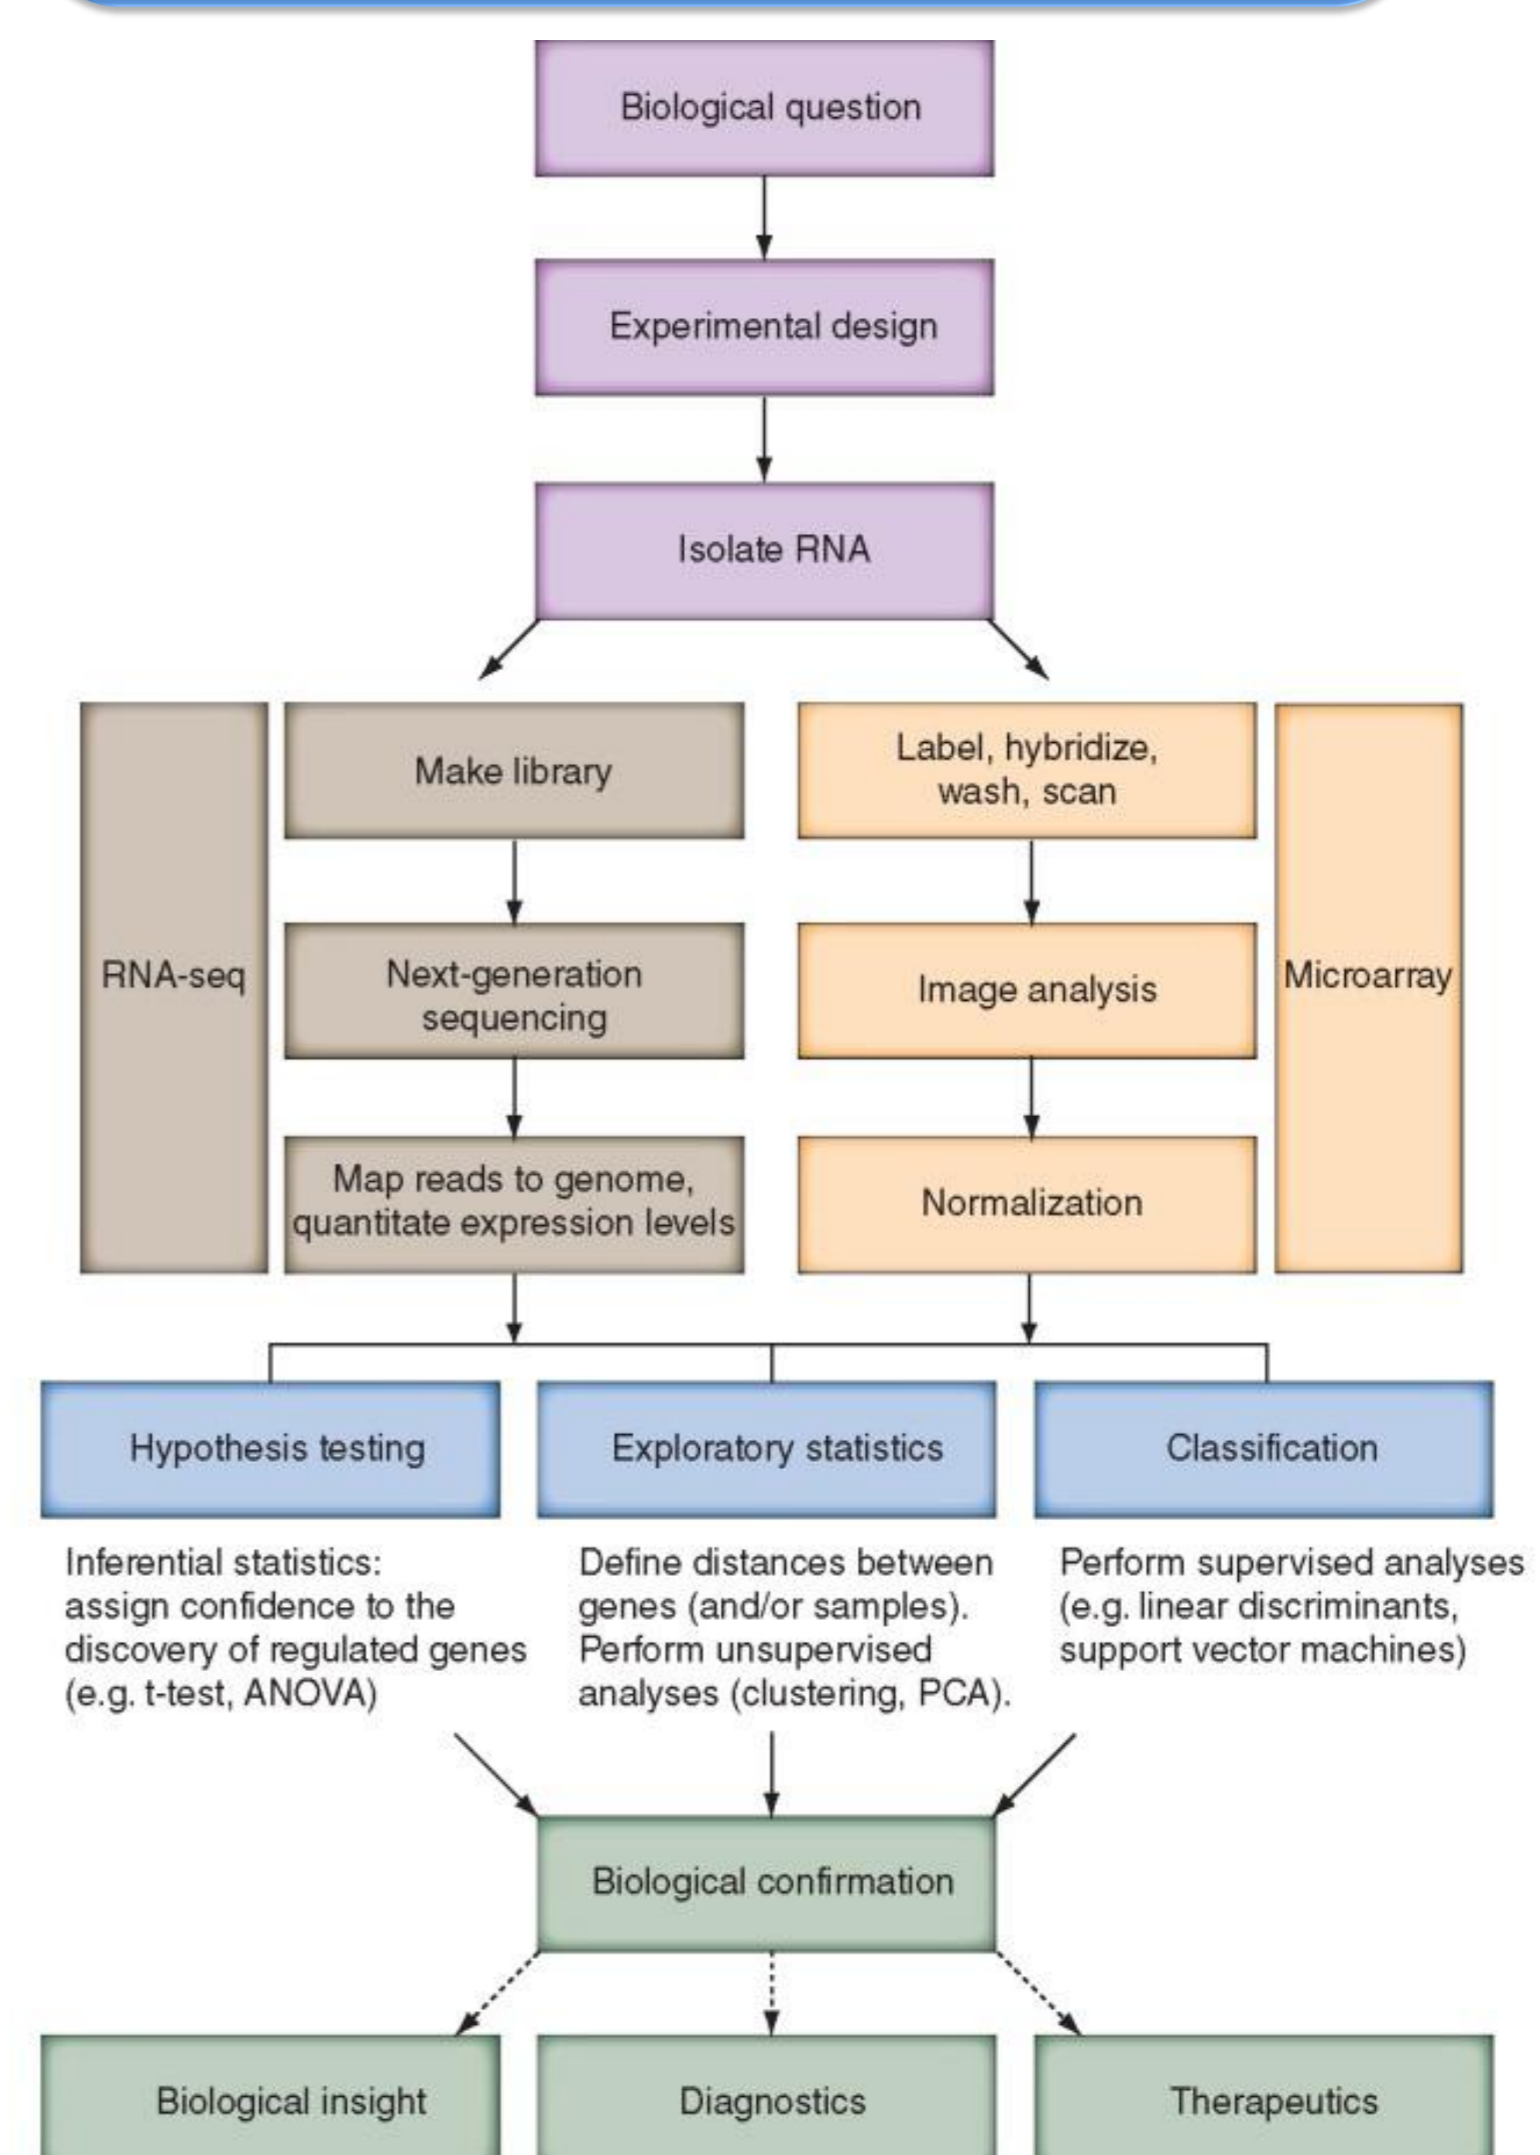 Biological question
Experimental design
Isolate RNA
RNA-seq
Make library
Next-generation
sequencing
Map reads to genome,
quantitate expression levels
Label, hybridize,
wash, scan
Image analysis
Normalization
Microarray
Hypothesis testing
Inferential statistics:
assign confidence to the
discovery of regulated genes
(e.g. t-test, ANOVA)
Exploratory statistics
Define distances between
genes (and/or samples).
Perform unsupervised
analyses (clustering, PCA).
Classification
Perform supervised analyses
(e.g. linear discriminants,
support vector machines)
Biological confirmation
Biological insight
Diagnostics
Therapeutics